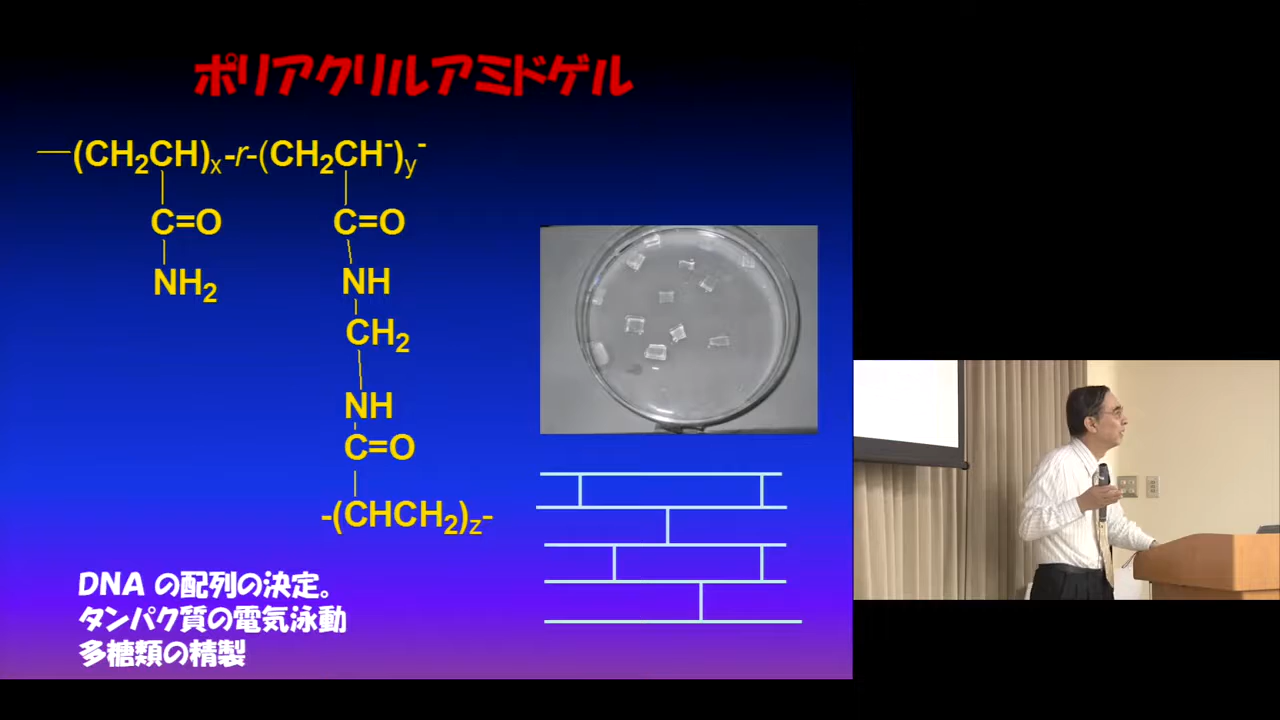 ポリアクリルアミドゲル
—(CH₂CH)ₓ-r-(CH₂CH⁻)ᵧ⁻
C=O C=O
NH₂ NH
CH₂
NH
C=O
-(CHCH₂)z-
DNA の配列の決定。
タンパク質の電気泳動
多糖類の精製